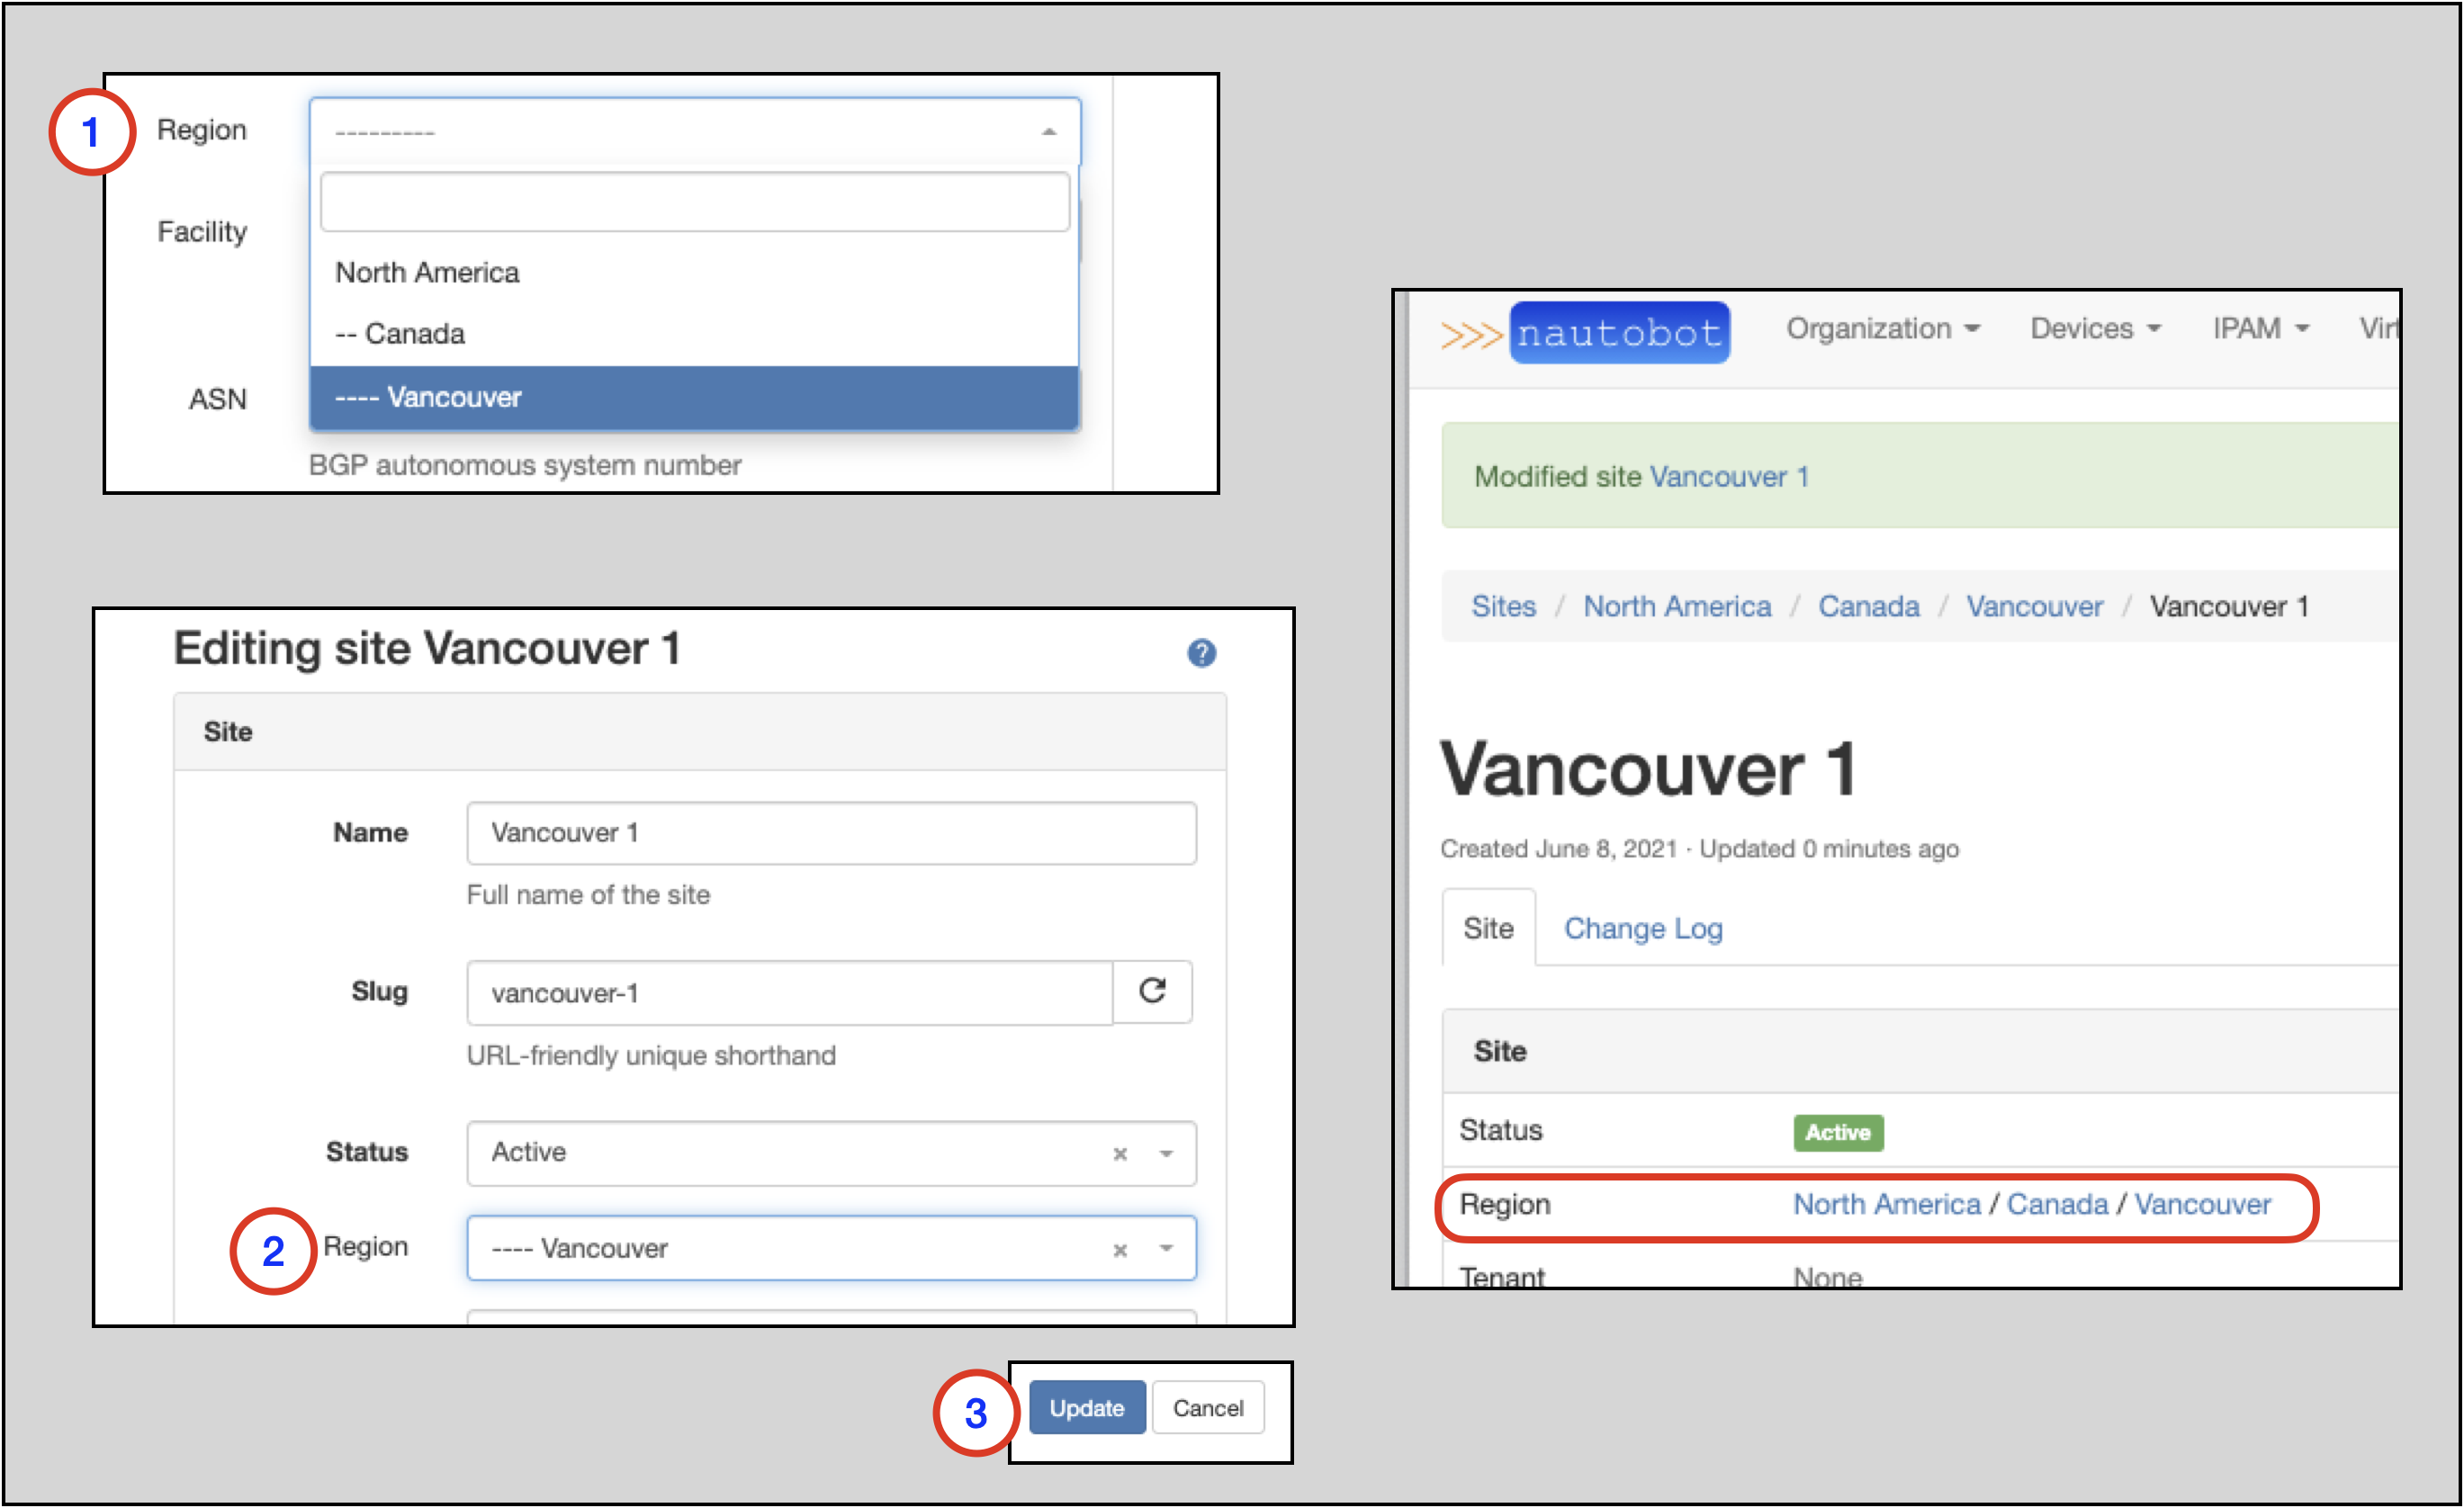 1
Region
---------
Facility
North America
-- Canada
ASN
---- Vancouver
BGP autonomous system number
Editing site Vancouver 1
?
Site
Name
Vancouver 1
Full name of the site
Slug
vancouver-1
URL-friendly unique shorthand
Status
Active × 
2
Region
---- Vancouver ×
3
Update
Cancel
>>> nautobot Organization Devices IPAM Virt
Modified site Vancouver 1
Sites / North America / Canada / Vancouver / Vancouver 1
Vancouver 1
Created June 8, 2021 · Updated 0 minutes ago
Site Change Log
Site
Status Active
Region North America / Canada / Vancouver
Tenant None